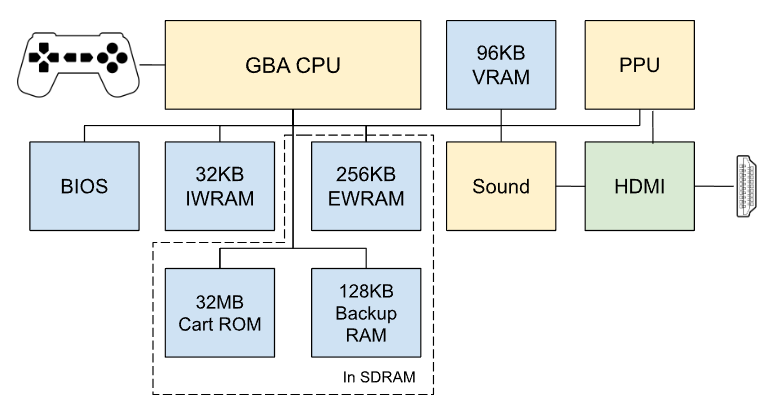 GBA CPU
96KB
VRAM
PPU
BIOS
32KB
IWRAM
256KB
EWRAM
Sound
HDMI
32MB
Cart ROM
128KB
Backup
RAM
In SDRAM